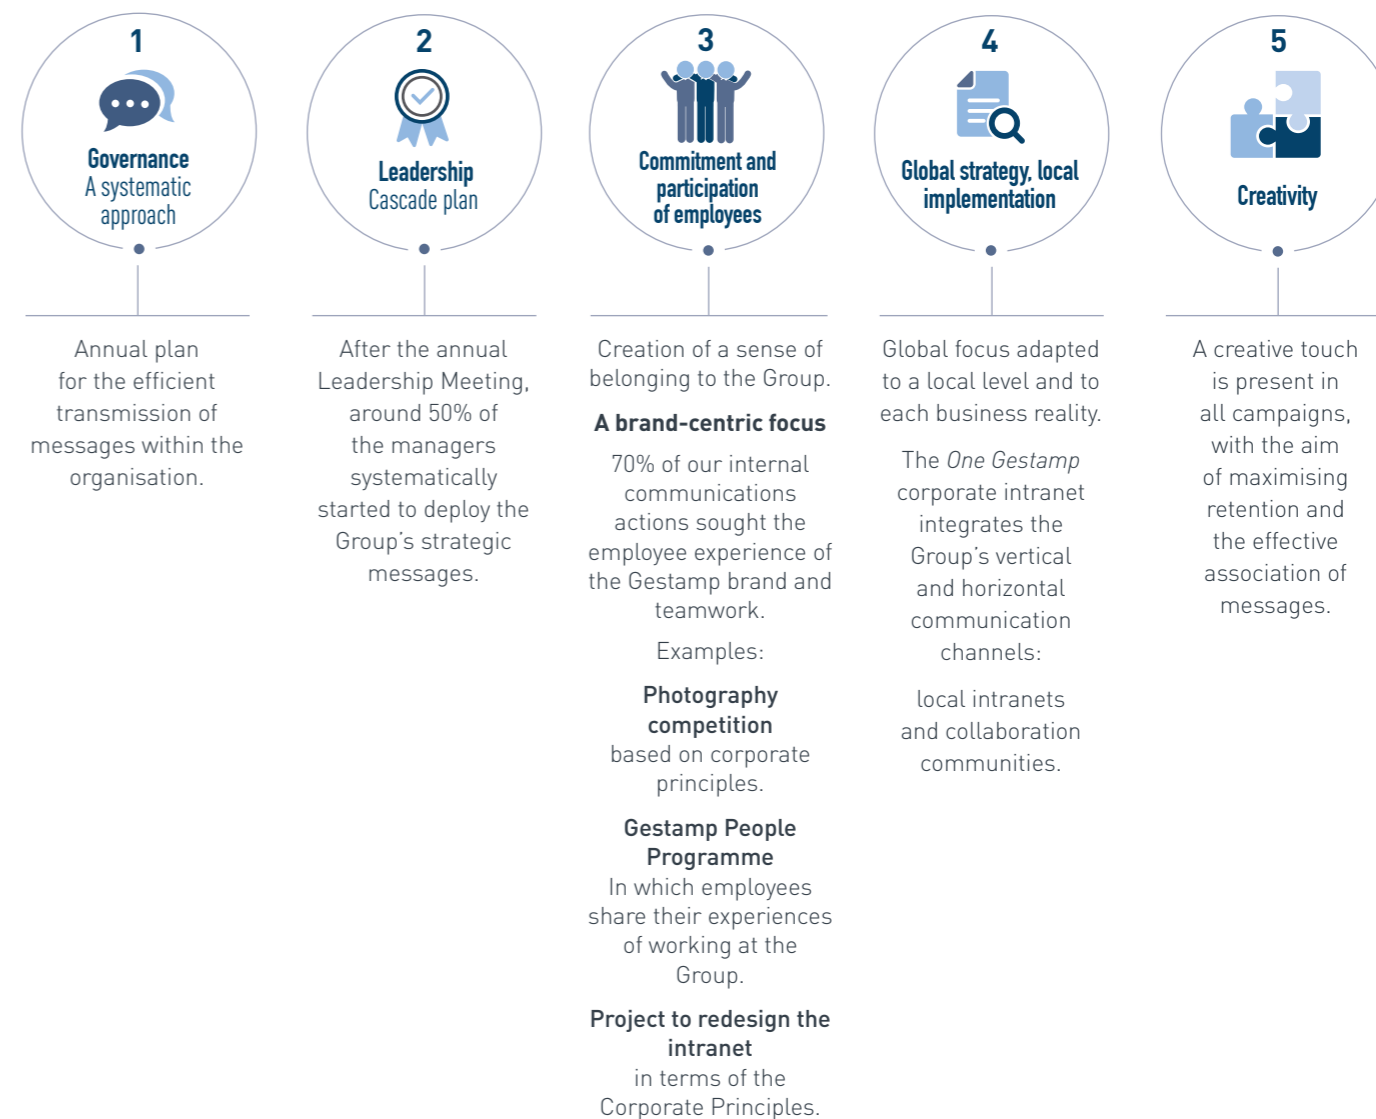 1
Governance
A systematic
approach
Annual plan
for the efficient
transmission of
messages within the
organisation.
2
Leadership
Cascade plan
After the annual
Leadership Meeting,
around 50% of
the managers
systematically
started to deploy the
Group’s strategic
messages.
3
Commitment and
participation
of employees
Creation of a sense of
belonging to the Group.
A brand-centric focus
70% of our internal
communications
actions sought the
employee experience of
the Gestamp brand and
teamwork.
Examples:
Photography
competition
based on corporate
principles.
Gestamp People
Programme
In which employees
share their experiences
of working at the
Group.
Project to redesign the
intranet
in terms of the
Corporate Principles.
4
Global strategy, local
implementation
Global focus adapted
to a local level and to
each business reality.
The One Gestamp
corporate intranet
integrates the
Group’s vertical
and horizontal
communication
channels:
local intranets
and collaboration
communities.
5
Creativity
A creative touch
is present in
all campaigns,
with the aim
of maximising
retention and
the effective
association of
messages.